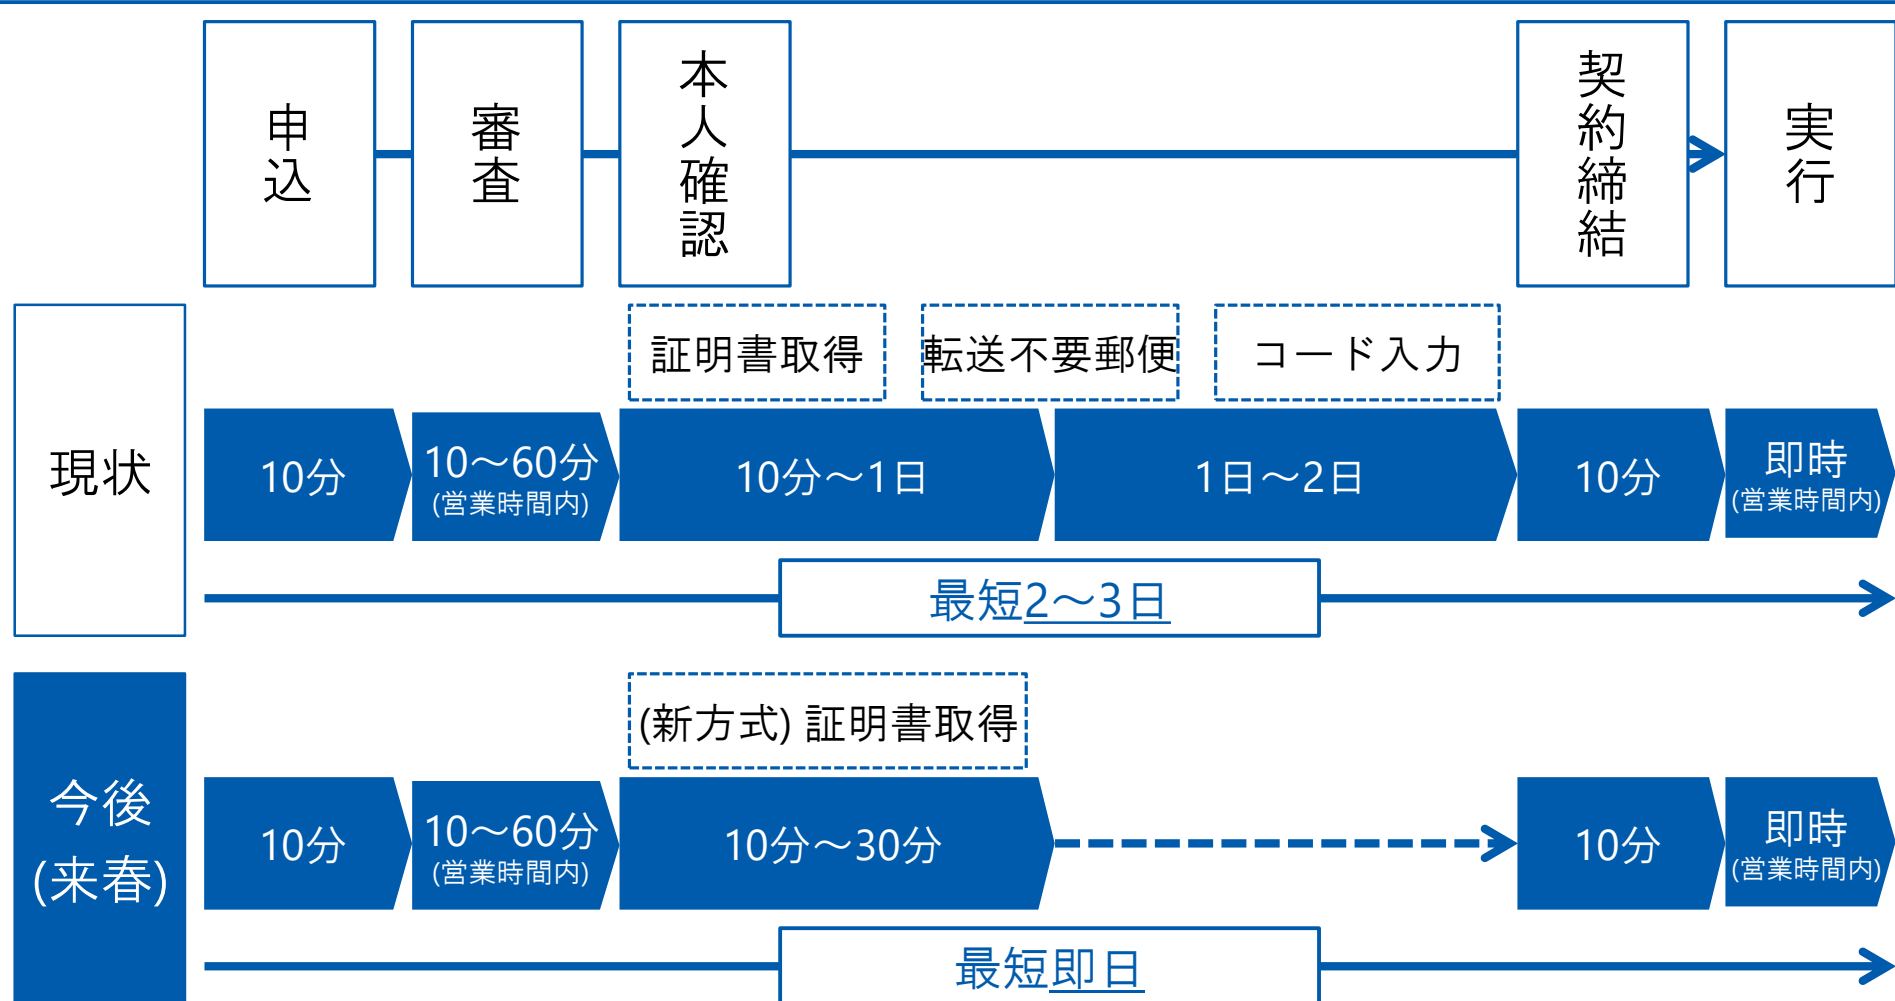 申込
審査
本人確認
契約締結
実行
現状
証明書取得
転送不要郵便
コード入力
10分
10～60分
(営業時間内)
10分～1日
1日～2日
10分
即時
(営業時間内)
最短2～3日
今後
(来春)
(新方式) 証明書取得
10分
10～60分
(営業時間内)
10分～30分
10分
即時
(営業時間内)
最短即日